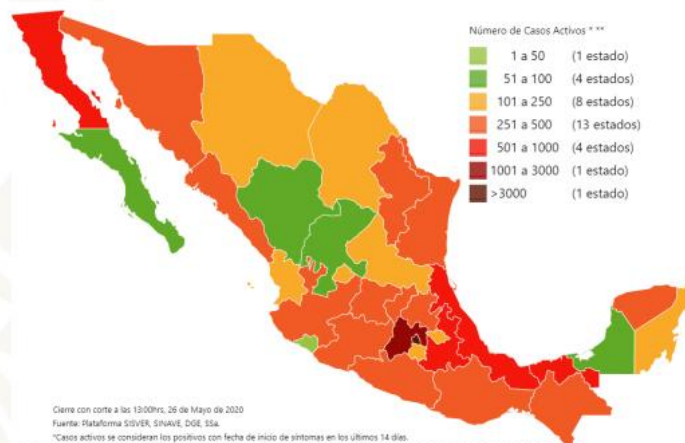 Número de Casos Activos * **
1 a 50 (1 estado)
51 a 100 (4 estados)
101 a 250 (8 estados)
251 a 500 (13 estados)
501 a 1000 (4 estados)
1001 a 3000 (1 estado)
>3000 (1 estado)
Cierre con corte a las 13:00hrs, 26 de Mayo de 2020
Fuente: Plataforma SISVER, SINAVE, DGE, SSa.
*Casos activos se consideran los positivos con fecha de inicio de síntomas en los últimos 14 días.